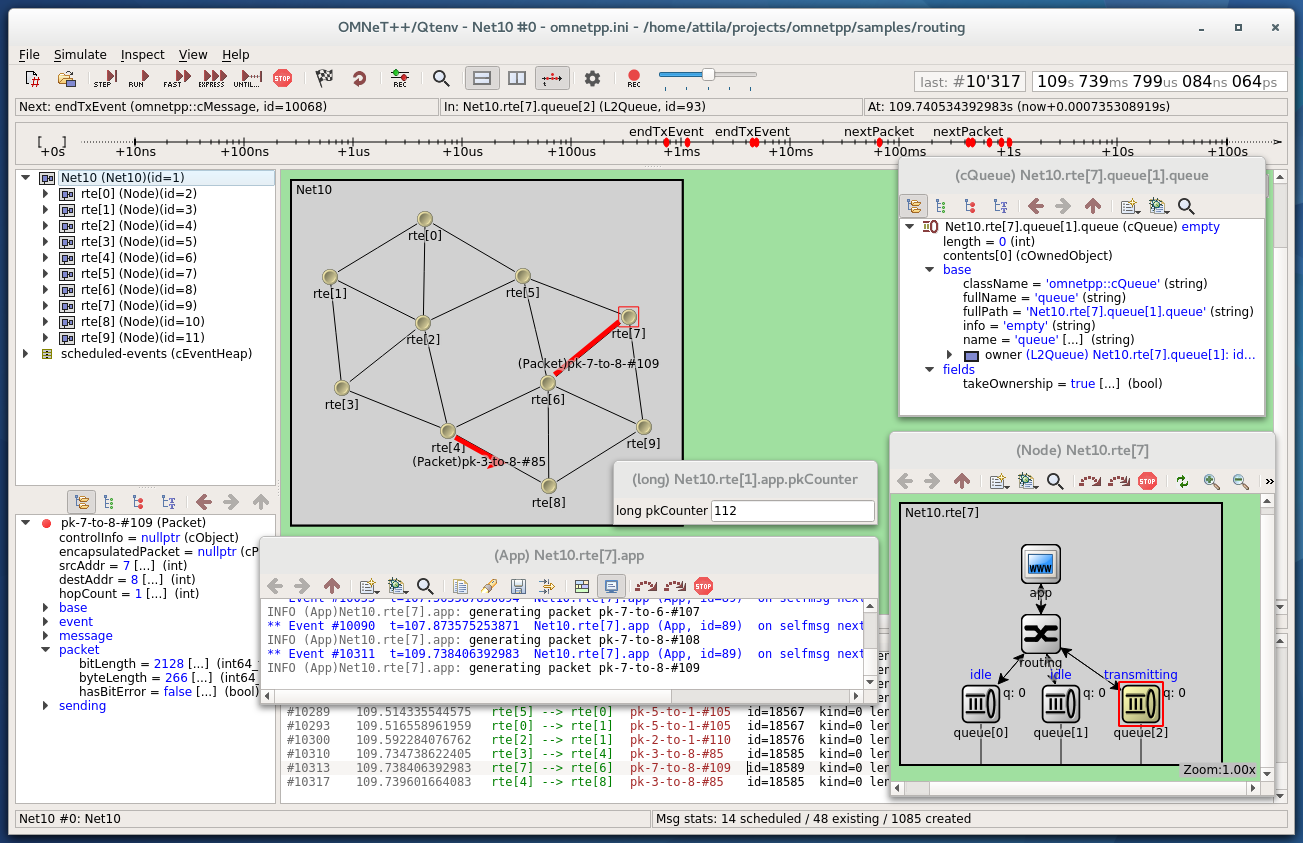 OMNeT++/Qtenv - Net10 #0 - omnetpp.ini - /home/attila/projects/omnetpp/samples/routing
File Simulate Inspect View Help
STEP RUN FAST EXPRESS UNTIL... STOP REC REC
last: #10'317 109s 739ms 799us 084ns 064ps
Next: endTxEvent (omnetpp::cMessage, id=10068) In: Net10.rte[7].queue[2] (L2Queue, id=93) At: 109.740534392983s (now+0.000735308919s)
endTxEvent endTxEvent nextPacket nextPacket
[. ] +0s +10ns +100ns +1us +10us +100us +1ms +10ms +100ms +1s +10s +100s
Net10 (Net10)(id=1)
rte[0] (Node)(id=2)
rte[1] (Node)(id=3)
rte[2] (Node)(id=4)
rte[3] (Node)(id=5)
rte[4] (Node)(id=6)
rte[5] (Node)(id=7)
rte[6] (Node)(id=8)
rte[7] (Node)(id=9)
rte[8] (Node)(id=10)
rte[9] (Node)(id=11)
scheduled-events (cEventHeap)
pk-7-to-8-#109 (Packet)
controlInfo = nullptr (cObject)
encapsulatedPacket = nullptr (cP
srcAddr = 7 [...] (int)
destAddr = 8 [...] (int)
hopCount = 1 [...] (int)
base
event
message
packet
bitLength = 2128 [...] (int64_
byteLength = 266 [...] (int64_
hasBitError = false [...] (bool)
sending
Net10
rte[0]
rte[1]
rte[5]
rte[2]
rte[7]
(Packet)pk-7-to-8-#109
rte[3]
rte[6]
rte[4]
rte[9]
(Packet)pk-3-to-8-#85
rte[8]
(cQueue) Net10.rte[7].queue[1].queue
Net10.rte[7].queue[1].queue (cQueue) empty
length = 0 (int)
contents[0] (cOwnedObject)
base
className = 'omnetpp::cQueue' (string)
fullName = 'queue' (string)
fullPath = 'Net10.rte[7].queue[1].queue' (string)
info = 'empty' (string)
name = 'queue' [...] (string)
owner (L2Queue) Net10.rte[7].queue[1]: id...
fields
takeOwnership = true [...] (bool)
(long) Net10.rte[1].app.pkCounter
long pkCounter 112
(App) Net10.rte[7].app
STOP
INFO (App)Net10.rte[7].app: generating packet pk-7-to-6-#107
** Event #10090 t=107.873575253871 Net10.rte[7].app (App, id=89) on selfmsg next
INFO (App)Net10.rte[7].app: generating packet pk-7-to-8-#108
** Event #10311 t=109.738406392983 Net10.rte[7].app (App, id=89) on selfmsg next
INFO (App)Net10.rte[7].app: generating packet pk-7-to-8-#109
#10289 109.514334544575 rte[5] --> rte[0] pk-5-to-1-#105 id=18567 kind=0 ler
#10293 109.516558961959 rte[0] --> rte[1] pk-5-to-1-#105 id=18567 kind=0 ler
#10300 109.592284076762 rte[2] --> rte[1] pk-2-to-1-#110 id=18576 kind=0 ler
#10310 109.734738622405 rte[3] --> rte[4] pk-3-to-8-#85 id=18585 kind=0 ler
#10313 109.738406392983 rte[7] --> rte[6] pk-7-to-8-#109 id=18589 kind=0 ler
#10317 109.739601664083 rte[4] --> rte[8] pk-3-to-8-#85 id=18585 kind=0 ler
(Node) Net10.rte[7]
STOP
Net10.rte[7]
WWW
app
routing
idle idle transmitting
q: 0 q: 0 q: 0
queue[0] queue[1] queue[2]
Zoom:1.00x
Net10 #0: Net10 Msg stats: 14 scheduled / 48 existing / 1085 created